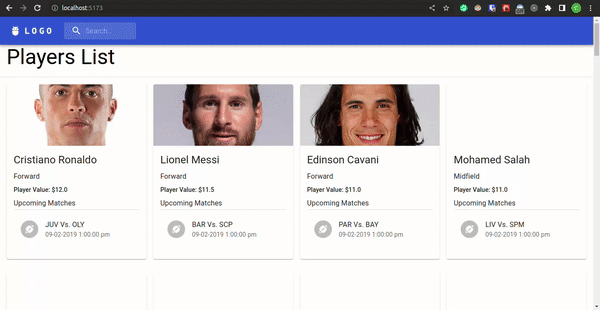 localhost:5173
LOGO
Search...
Players List
Cristiano Ronaldo
Forward
Player Value: $12.0
Upcoming Matches
JUV Vs. OLY
09-02-2019 1:00:00 pm
Lionel Messi
Forward
Player Value: $11.5
Upcoming Matches
BAR Vs. SCP
09-02-2019 1:00:00 pm
Edinson Cavani
Forward
Player Value: $11.0
Upcoming Matches
PAR Vs. BAY
09-02-2019 1:00:00 pm
Mohamed Salah
Midfield
Player Value: $11.0
Upcoming Matches
LIV Vs. SPM
09-02-2019 1:00:00 pm